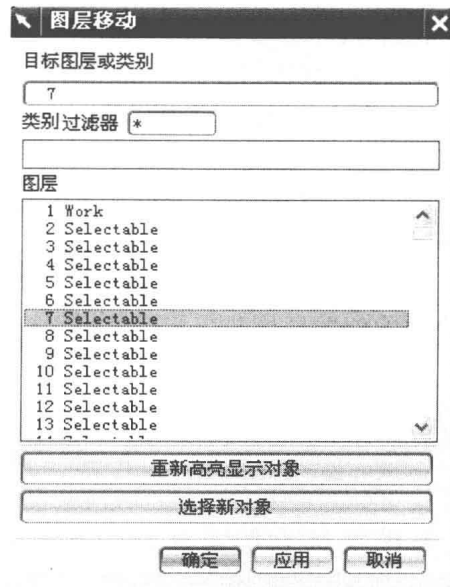 图层移动
目标图层或类别
7
类别过滤器 *
图层
1 Work
2 Selectable
3 Selectable
4 Selectable
5 Selectable
6 Selectable
7 Selectable
8 Selectable
9 Selectable
10 Selectable
11 Selectable
12 Selectable
13 Selectable
重新高亮显示对象
选择新对象
确定 应用 取消